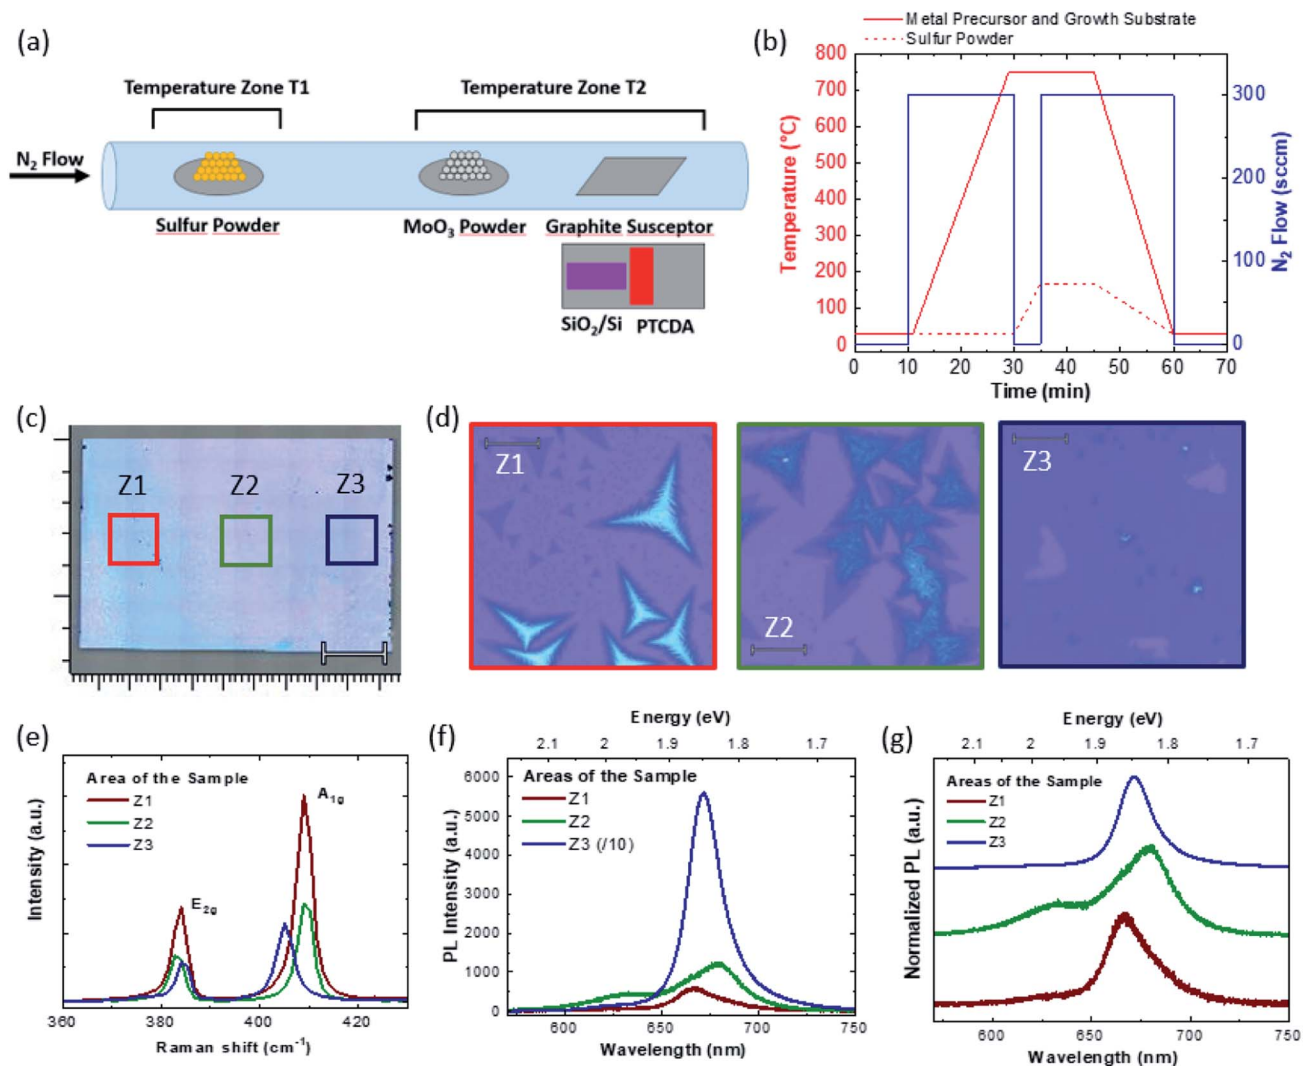 (a)
Temperature Zone T1
Temperature Zone T2
N₂ Flow
Sulfur Powder
MoO₃ Powder
Graphite Susceptor
SiO₂/Si
PTCDA
(b)
Metal Precursor and Growth Substrate
Sulfur Powder
Temperature (°C)
800
700
600
500
400
300
200
100
0
N₂ Flow (sccm)
300
200
100
0
0 10 20 30 40 50 60 70
Time (min)
(c)
Z1
Z2
Z3
(d)
Z1
Z2
Z3
(e)
Area of the Sample
Z1
Z2
Z3
E2g
A1g
Intensity (a.u.)
360 380 400 420
Raman shift (cm⁻¹)
(f)
Energy (eV)
2.1 2 1.9 1.8 1.7
Areas of the Sample
Z1
Z2
Z3 (/10)
PL Intensity (a.u.)
6000
5000
4000
3000
2000
1000
0
600 650 700 750
Wavelength (nm)
(g)
Energy (eV)
2.1 2 1.9 1.8 1.7
Areas of the Sample
Z1
Z2
Z3
Normalized PL (a.u.)
600 650 700 750
Wavelength (nm)